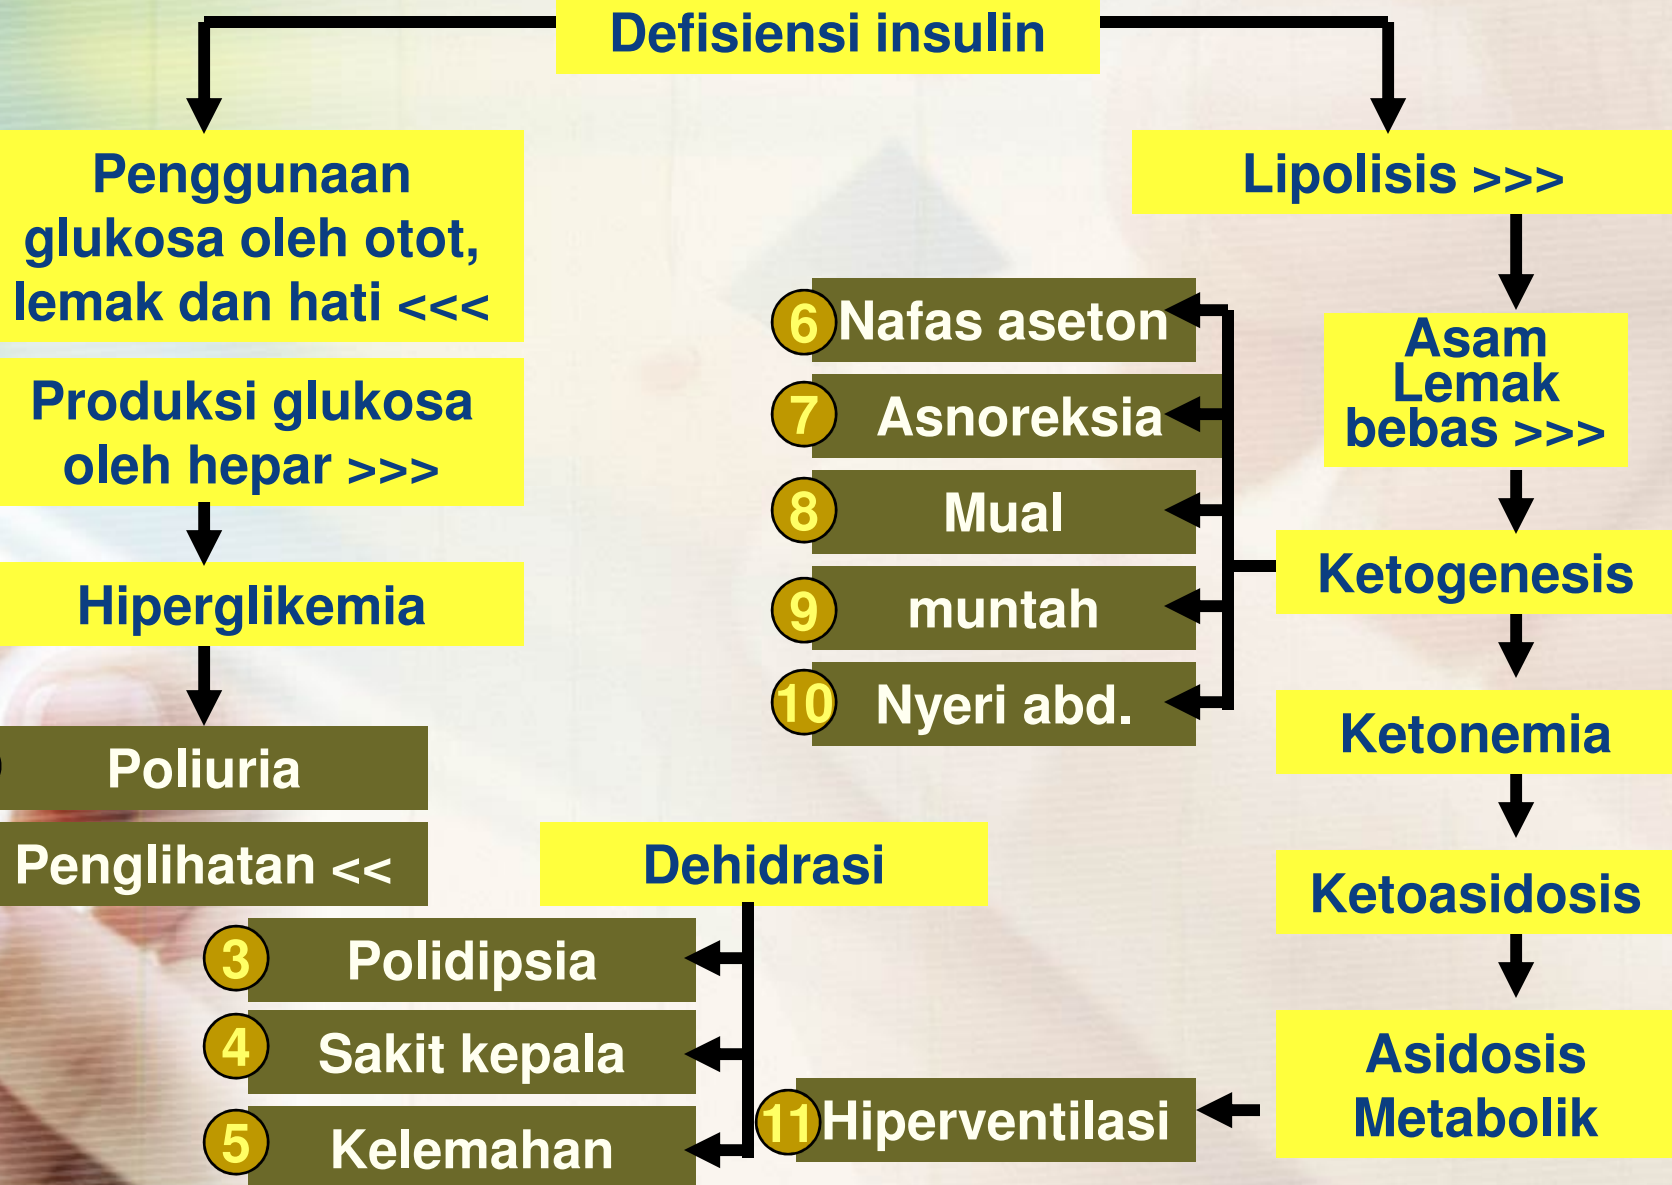 Defisiensi insulin
Penggunaan
glukosa oleh otot,
lemak dan hati <<<
Produksi glukosa
oleh hepar >>>
Hiperglikemia
Poliuria
Penglihatan <<
Dehidrasi
3 Polidipsia
4 Sakit kepala
5 Kelemahan
Lipolisis >>>
Asam
Lemak
bebas >>>
Ketogenesis
6 Nafas aseton
7 Asnoreksia
8 Mual
9 muntah
10 Nyeri abd.
Ketonemia
Ketoasidosis
Asidosis
Metabolik
11 Hiperventilasi